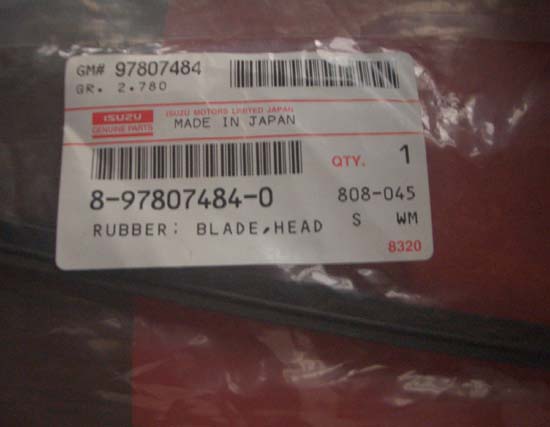 GM# 97807484
GR. 2.780
ISUZU
GENUINE PARTS
ISUZU MOTORS LIMITED JAPAN
MADE IN JAPAN
QTY. 1
8-97807484-0 808-045
RUBBER: BLADE,HEAD S WM
8320